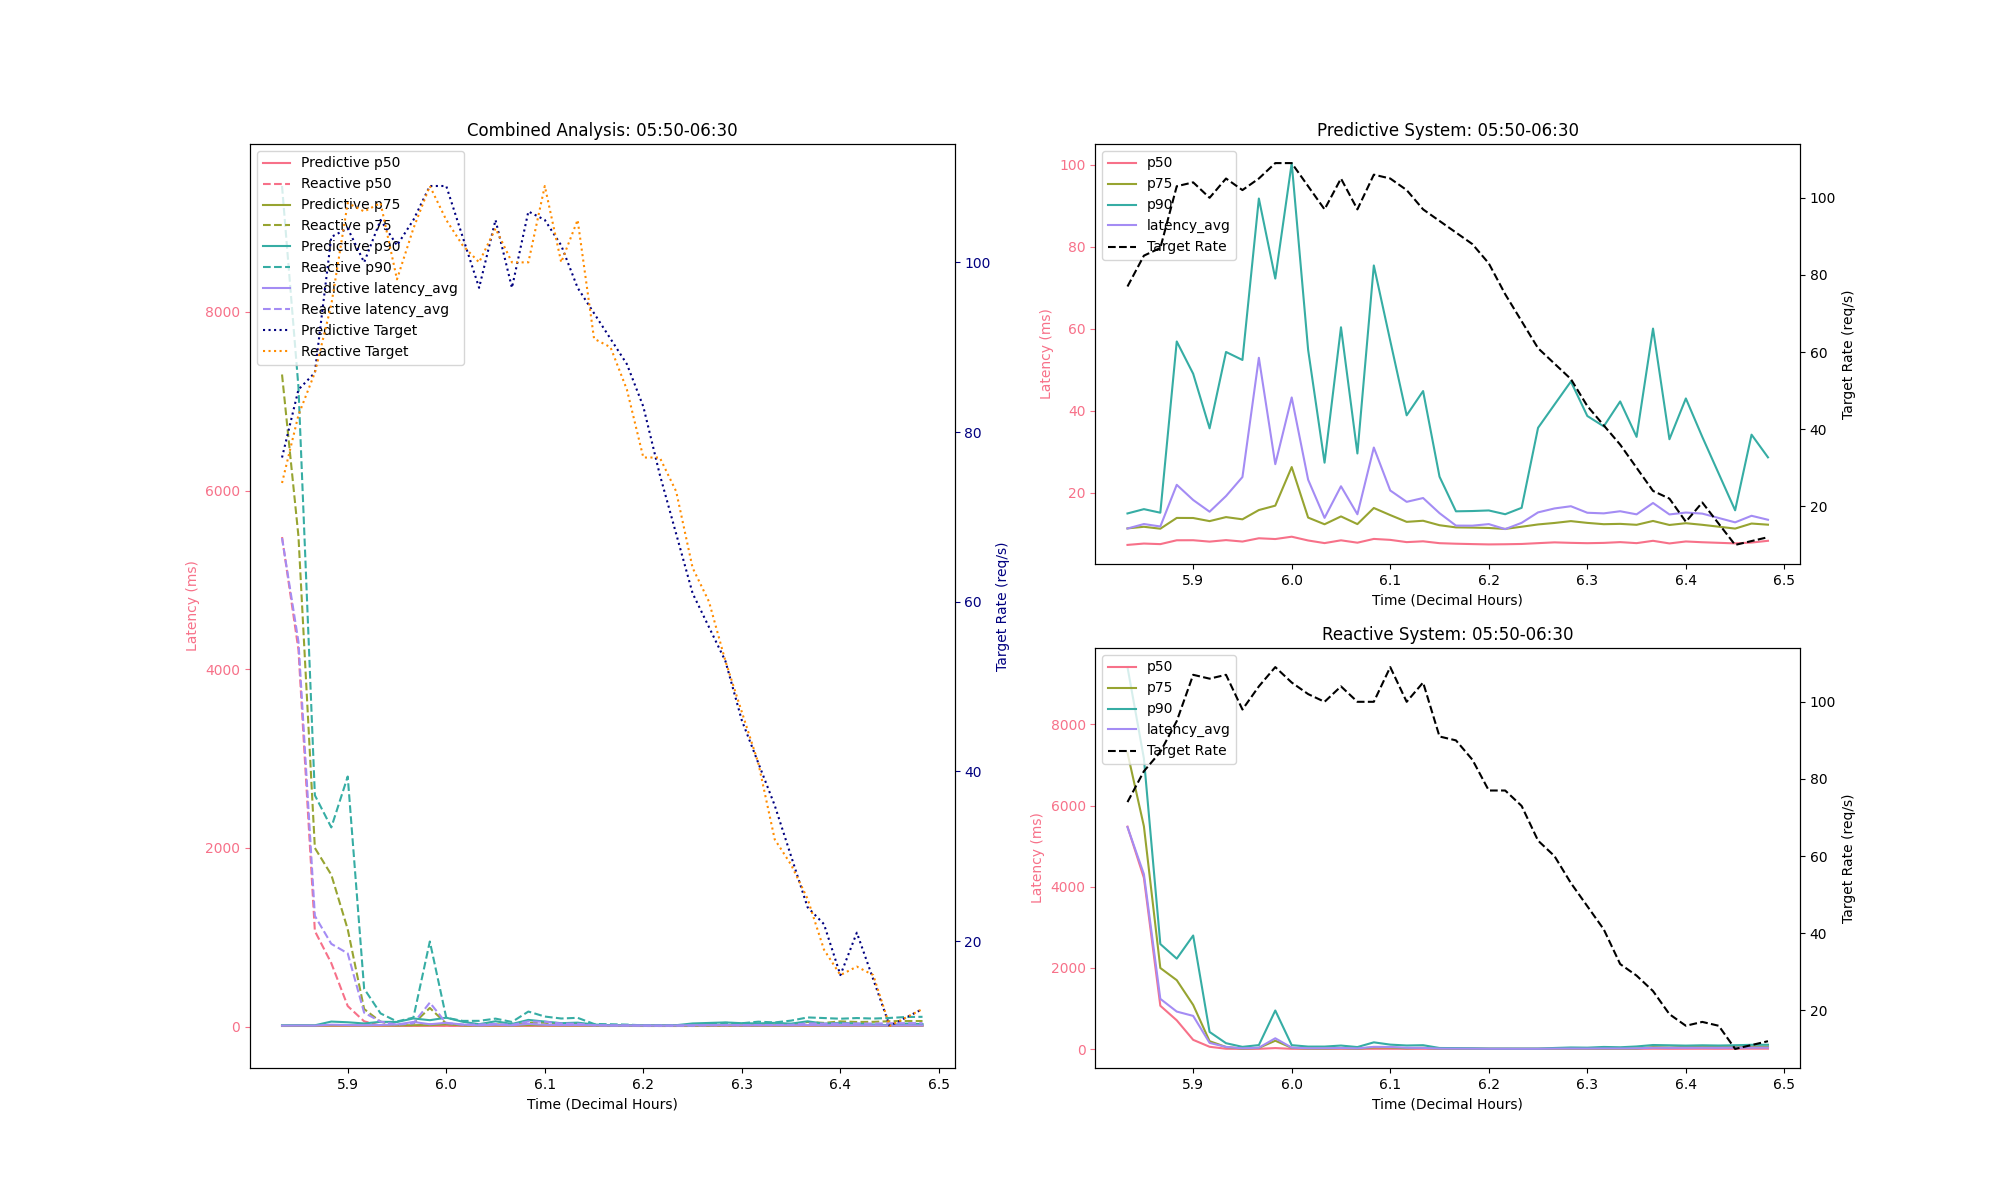 Combined Analysis: 05:50-06:30
Predictive p50
Reactive p50
Predictive p75
Reactive p75
Predictive p90
Reactive p90
Predictive latency_avg
Reactive latency_avg
Predictive Target
Reactive Target
8000
6000
4000
2000
0
Latency (ms)
100
80
60
40
20
Target Rate (req/s)
5.9 6.0 6.1 6.2 6.3 6.4 6.5
Time (Decimal Hours)
Predictive System: 05:50-06:30
p50
p75
p90
latency_avg
Target Rate
100
80
60
40
20
Latency (ms)
100
80
60
40
20
Target Rate (req/s)
5.9 6.0 6.1 6.2 6.3 6.4 6.5
Time (Decimal Hours)
Reactive System: 05:50-06:30
p50
p75
p90
latency_avg
Target Rate
8000
6000
4000
2000
0
Latency (ms)
100
80
60
40
20
Target Rate (req/s)
5.9 6.0 6.1 6.2 6.3 6.4 6.5
Time (Decimal Hours)